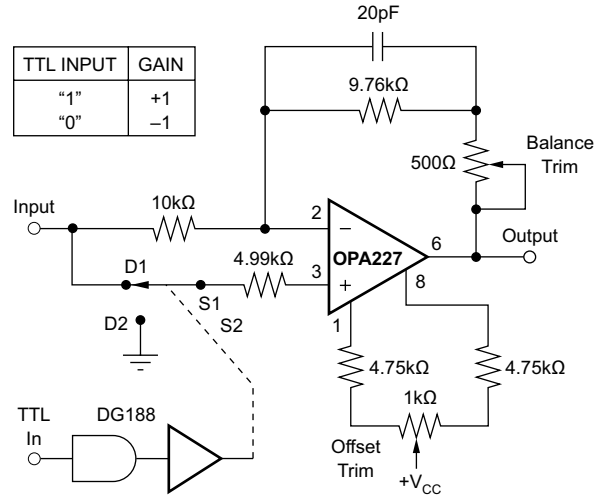 20pF
TTL INPUT GAIN
“1” +1
“0” –1
9.76kΩ
500Ω
Balance
Trim
Input
10kΩ
2
–
OPA227
6
Output
D1
4.99kΩ
3
+
8
S1
S2
D2
1
4.75kΩ
4.75kΩ
1kΩ
TTL
In
DG188
Offset
Trim
+VCC